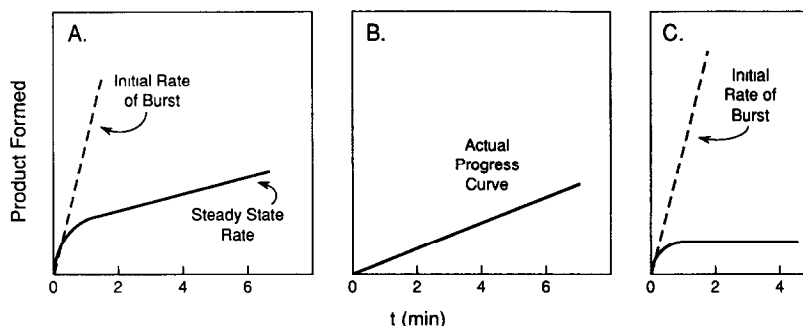 A.
Initial Rate
of Burst
Steady State
Rate
Product Formed
0 2 4 6
B.
Actual
Progress
Curve
0 2 4 6
t (min)
C.
Initial
Rate of
Burst
0 2 4